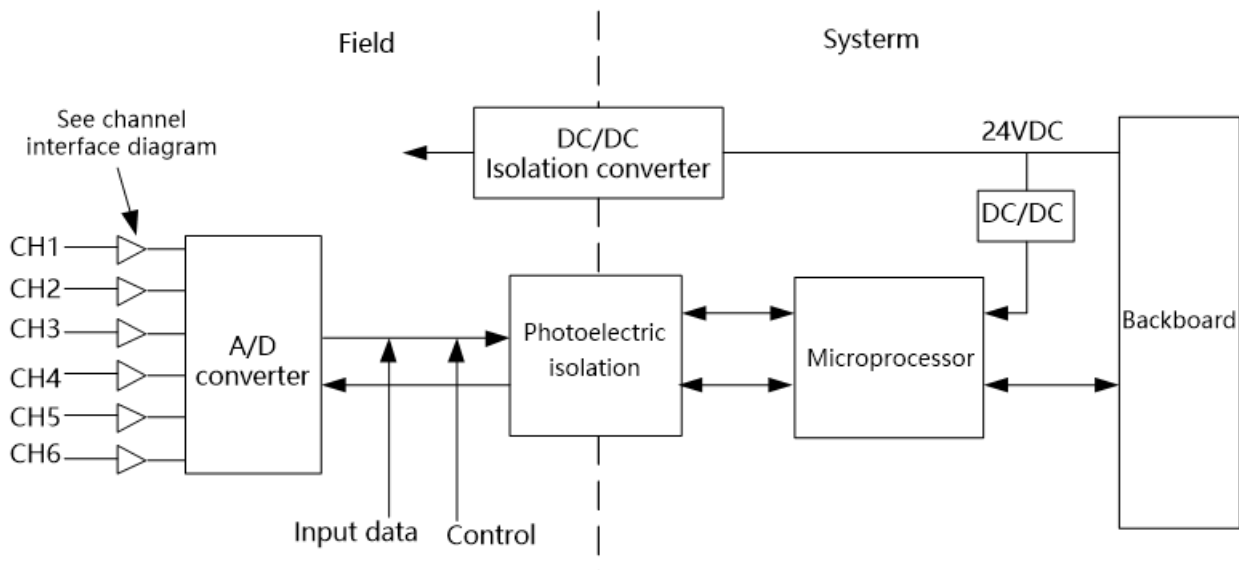 Field
Systerm
See channel
interface diagram
DC/DC
Isolation converter
24VDC
DC/DC
CH1
CH2
CH3
CH4
CH5
CH6
A/D
converter
Photoelectric
isolation
Microprocessor
Backboard
Input data
Control